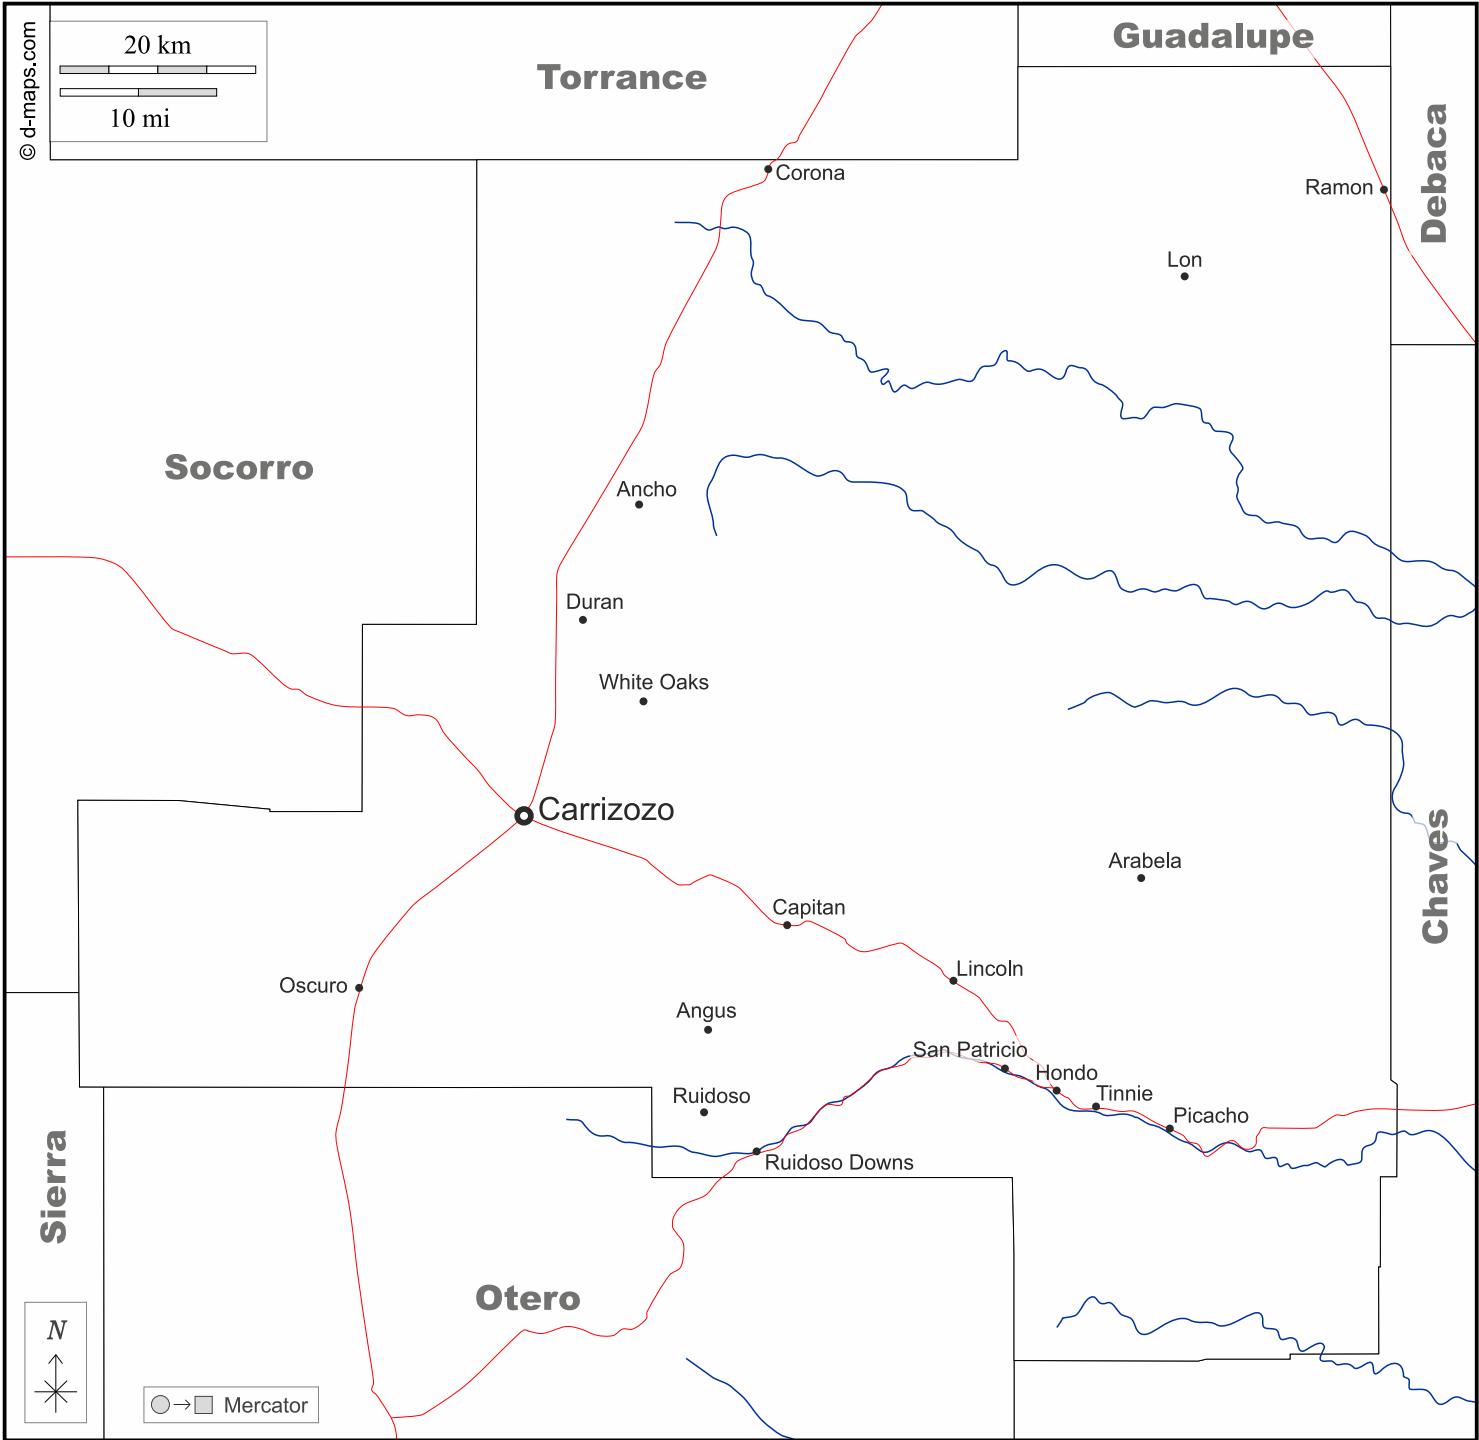 © d-maps.com
20 km
10 mi
Torrance
Guadalupe
Debaca
Corona
Ramon
Lon
Socorro
Ancho
Duran
White Oaks
Carrizozo
Arabela
Chaves
Capitan
Lincoln
Oscuro
Angus
San Patricio
Hondo
Tinnie
Ruidoso
Picacho
Ruidoso Downs
Sierra
Otero
N
Mercator